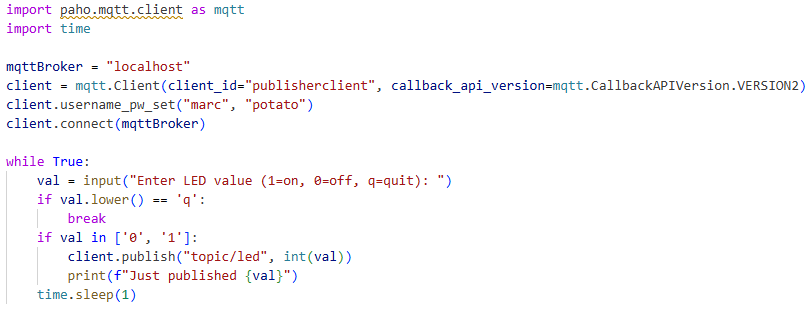 import paho.mqtt.client as mqtt
import time

mqttBroker = "localhost"
client = mqtt.Client(client_id="publisherclient", callback_api_version=mqtt.CallbackAPIVersion.VERSION2)
client.username_pw_set("marc", "potato")
client.connect(mqttBroker)

while True:
    val = input("Enter LED value (1=on, 0=off, q=quit): ")
    if val.lower() == 'q':
        break
    if val in ['0', '1']:
        client.publish("topic/led", int(val))
        print(f"Just published {val}")
    time.sleep(1)